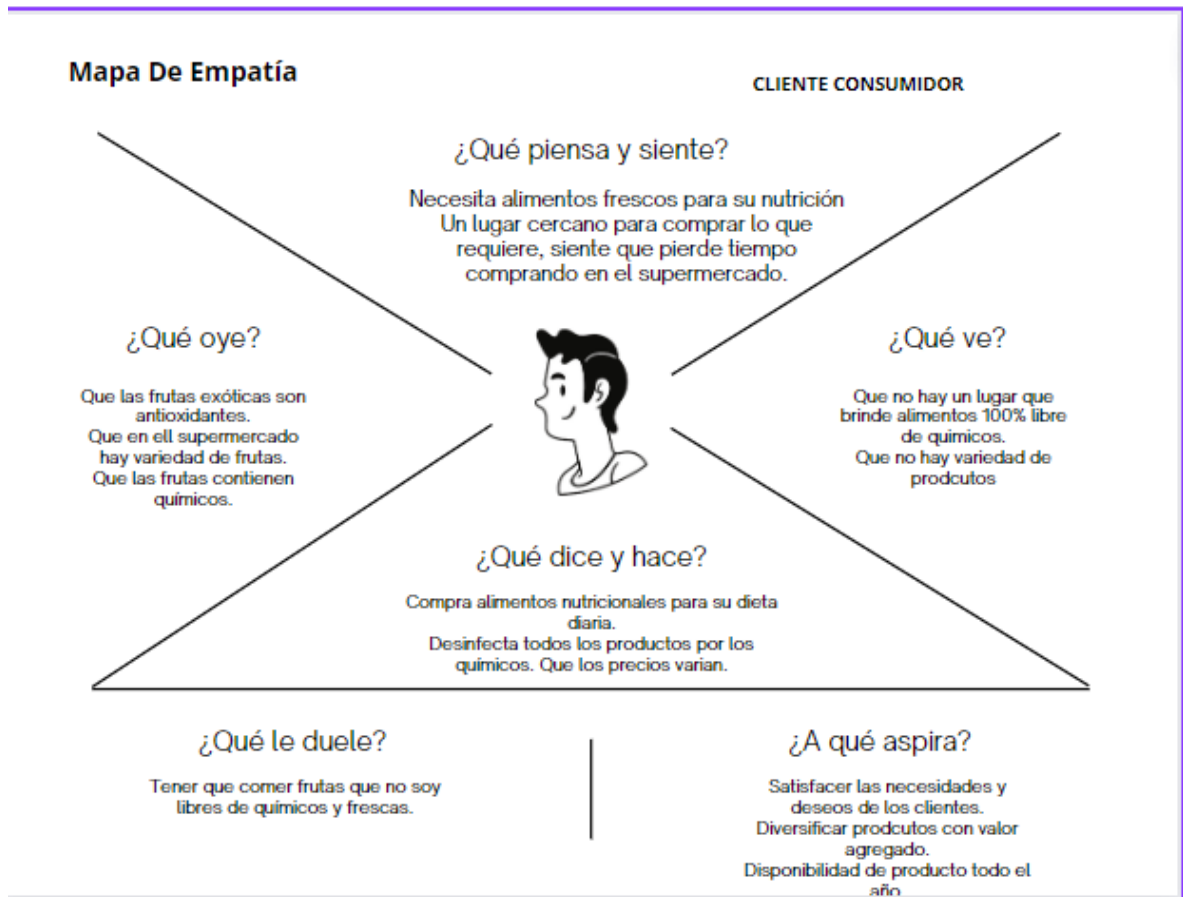 Mapa De Empatía
CLIENTE CONSUMIDOR
¿Qué piensa y siente?
Necesita alimentos frescos para su nutrición
Un lugar cercano para comprar lo que
requiere, siente que pierde tiempo
comprando en el supermercado.
¿Qué oye?
Que las frutas exóticas son
antioxidantes.
Que en ell supermercado
hay variedad de frutas.
Que las frutas contienen
químicos.
¿Qué ve?
Que no hay un lugar que
brinde alimentos 100% libre
de quimicos.
Que no hay variedad de
prodcutos
¿Qué dice y hace?
Compra alimentos nutricionales para su dieta
diaria.
Desinfecta todos los productos por los
químicos. Que los precios varian.
¿Qué le duele?
Tener que comer frutas que no soy
libres de químicos y frescas.
¿A qué aspira?
Satisfacer las necesidades y
deseos de los clientes.
Diversificar prodcutos con valor
agregado.
Disponibilidad de producto todo el
año